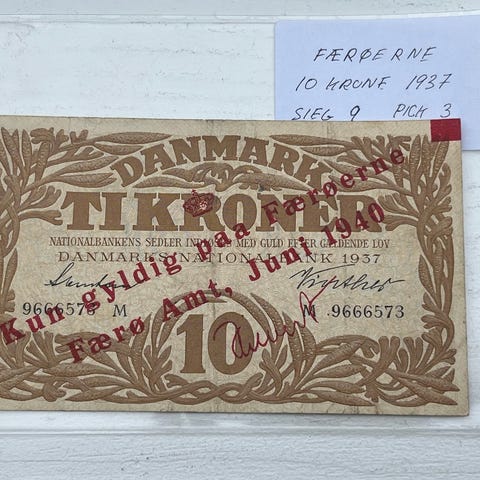 FÆRØERNE
10 KRONE 1937
SIEG 9 PICK 3
DANMARK
TI KRONER
NATIONALBANKENS SEDLER INDLØSES MED GULD EFTER GÆLDENDE LOV
DANMARKS NATIONALBANK 1937
9666573 M M .9666573
10
Kun gyldig paa Færøerne
Færø Amt, Juni 1940